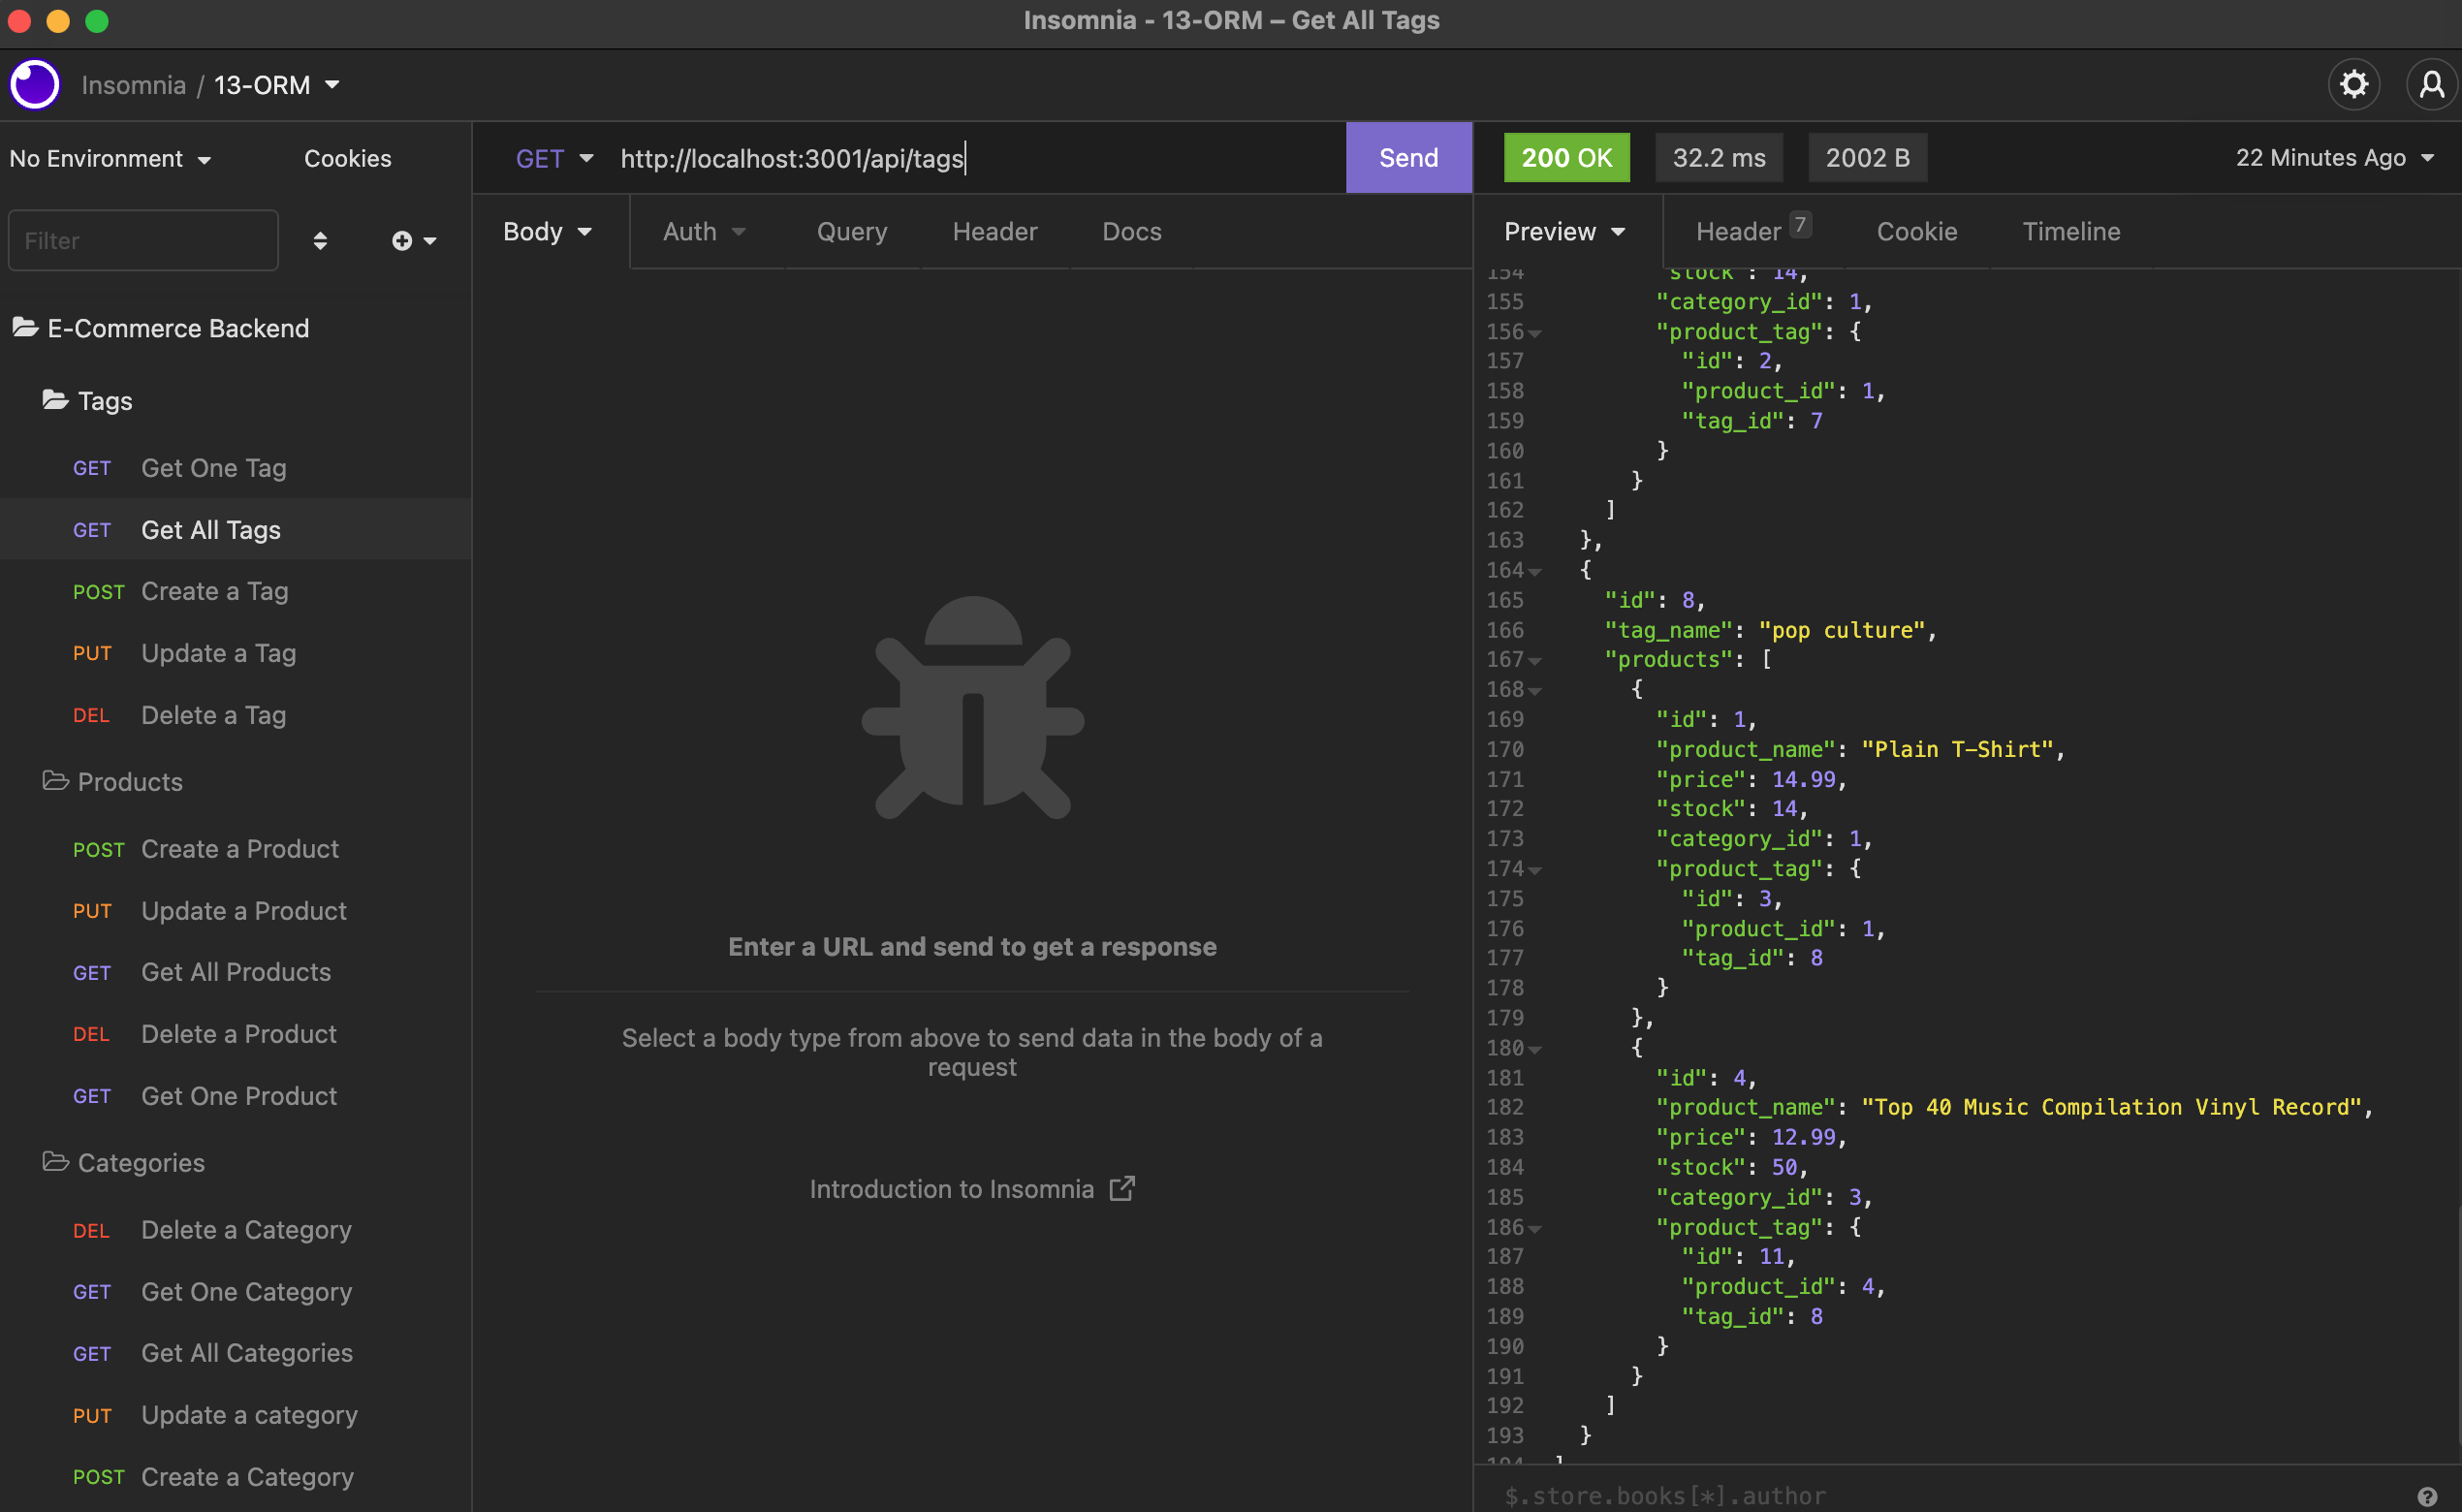 Insomnia - 13-ORM – Get All Tags
Insomnia / 13-ORM
No Environment
Cookies
Filter
E-Commerce Backend
Tags
GET Get One Tag
GET Get All Tags
POST Create a Tag
PUT Update a Tag
DEL Delete a Tag
Products
POST Create a Product
PUT Update a Product
GET Get All Products
DEL Delete a Product
GET Get One Product
Categories
DEL Delete a Category
GET Get One Category
GET Get All Categories
PUT Update a category
POST Create a Category
GET http://localhost:3001/api/tags Send
Body Auth Query Header Docs
Enter a URL and send to get a response
Select a body type from above to send data in the body of a
request
Introduction to Insomnia
200 OK 32.2 ms 2002 B 22 Minutes Ago
Preview Header 7 Cookie Timeline
154 "stock": 14,
155 "category_id": 1,
156 "product_tag": {
157 "id": 2,
158 "product_id": 1,
159 "tag_id": 7
160 }
161 }
162 ]
163 },
164 {
165 "id": 8,
166 "tag_name": "pop culture",
167 "products": [
168 {
169 "id": 1,
170 "product_name": "Plain T-Shirt",
171 "price": 14.99,
172 "stock": 14,
173 "category_id": 1,
174 "product_tag": {
175 "id": 3,
176 "product_id": 1,
177 "tag_id": 8
178 }
179 },
180 {
181 "id": 4,
182 "product_name": "Top 40 Music Compilation Vinyl Record",
183 "price": 12.99,
184 "stock": 50,
185 "category_id": 3,
186 "product_tag": {
187 "id": 11,
188 "product_id": 4,
189 "tag_id": 8
190 }
191 }
192 ]
193 }
194 ]
$.store.books[*].author